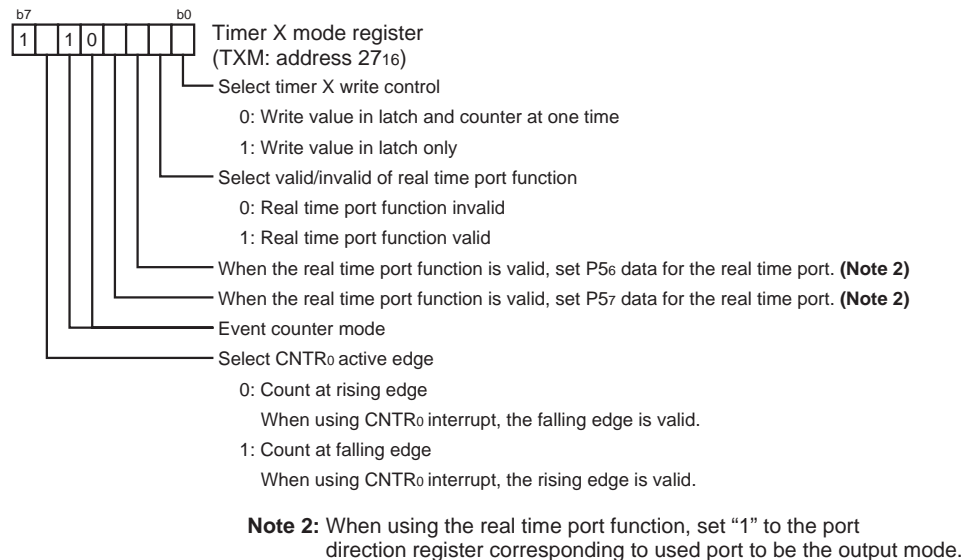 b7 b0
1 1 0
Timer X mode register
(TXM: address 2716)
Select timer X write control
0: Write value in latch and counter at one time
1: Write value in latch only
Select valid/invalid of real time port function
0: Real time port function invalid
1: Real time port function valid
When the real time port function is valid, set P56 data for the real time port. (Note 2)
When the real time port function is valid, set P57 data for the real time port. (Note 2)
Event counter mode
Select CNTR0 active edge
0: Count at rising edge
When using CNTR0 interrupt, the falling edge is valid.
1: Count at falling edge
When using CNTR0 interrupt, the rising edge is valid.
Note 2: When using the real time port function, set “1” to the port
direction register corresponding to used port to be the output mode.